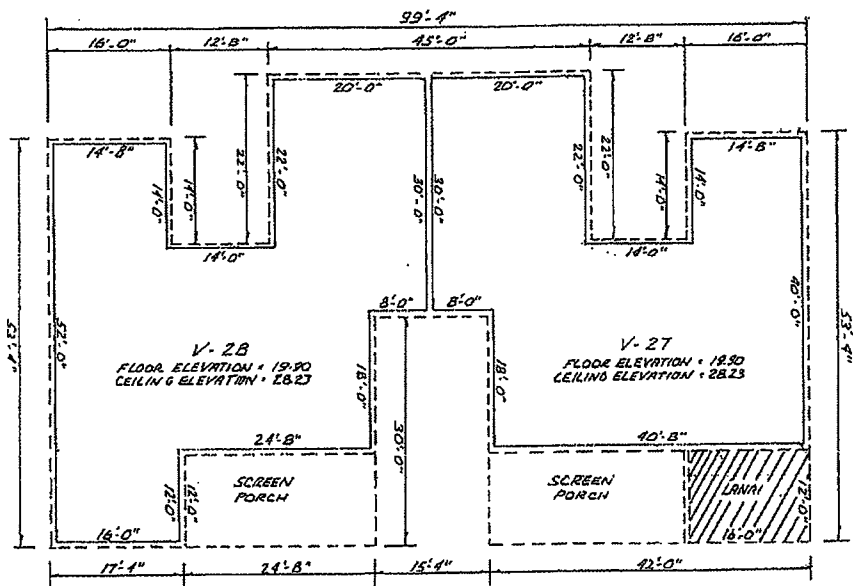 99'-4"
16'-0" 12'-8" 45'-0" 12'-8" 16'-0"
20'-0" 20'-0"
14'-8" 14'-8"
14'-0" 14'-0" 22'-0" 22'-0" 30'-0" 30'-0" 22'-0" 22'-0" 14'-0" 14'-0"
14'-0" 14'-0"
8'-0" 8'-0"
53'-4" 52'-0" 40'-0" 53'-4"
V-28
FLOOR ELEVATION = 19.90
CEILING ELEVATION = 28.23
V-27
FLOOR ELEVATION = 19.90
CEILING ELEVATION = 28.23
18'-0" 30'-0" 18'-0"
24'-8" 40'-8"
12'-0" 12'-0"
SCREEN
PORCH
SCREEN
PORCH
LANAI
12'-0"
16'-0" 16'-0"
17'-4" 24'-8" 15'-4" 42'-0"